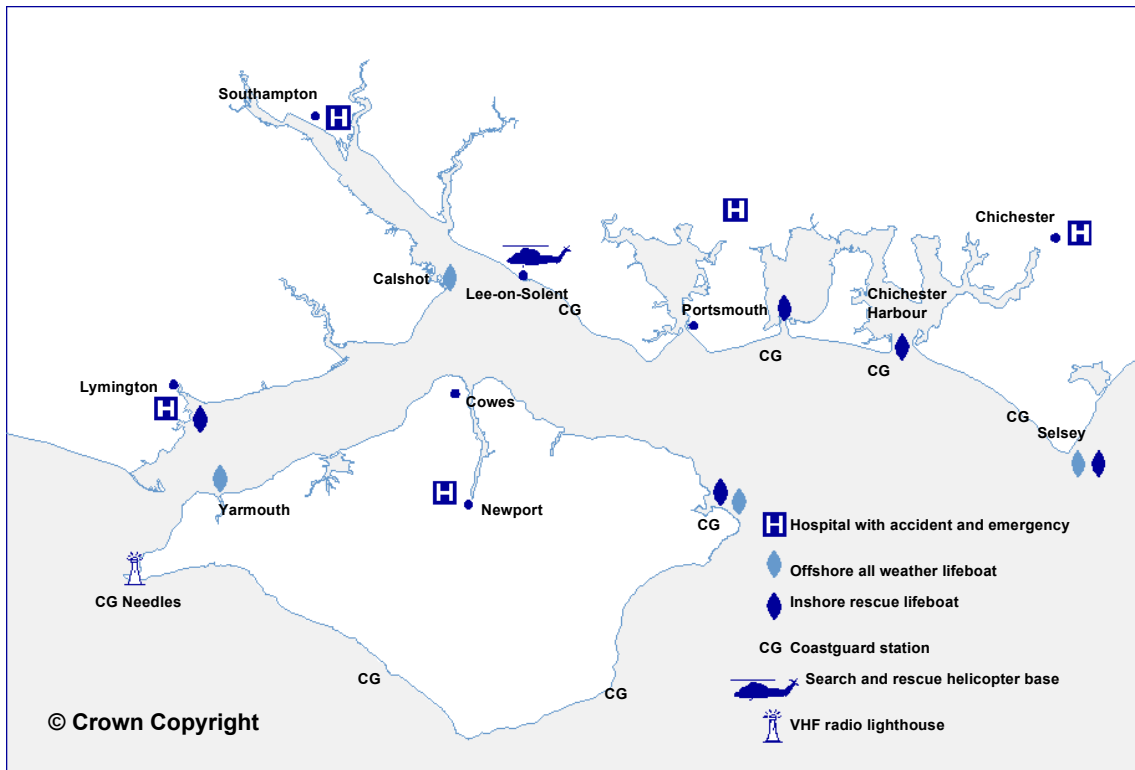 Southampton
H
H
Chichester
H
Calshot
Lee-on-Solent
CG
Portsmouth
Chichester
Harbour
CG
CG
Lymington
H
Cowes
CG
Selsey
H
Yarmouth
Newport
CG
CG Needles
CG
CG
H Hospital with accident and emergency
Offshore all weather lifeboat
Inshore rescue lifeboat
CG Coastguard station
Search and rescue helicopter base
VHF radio lighthouse
© Crown Copyright